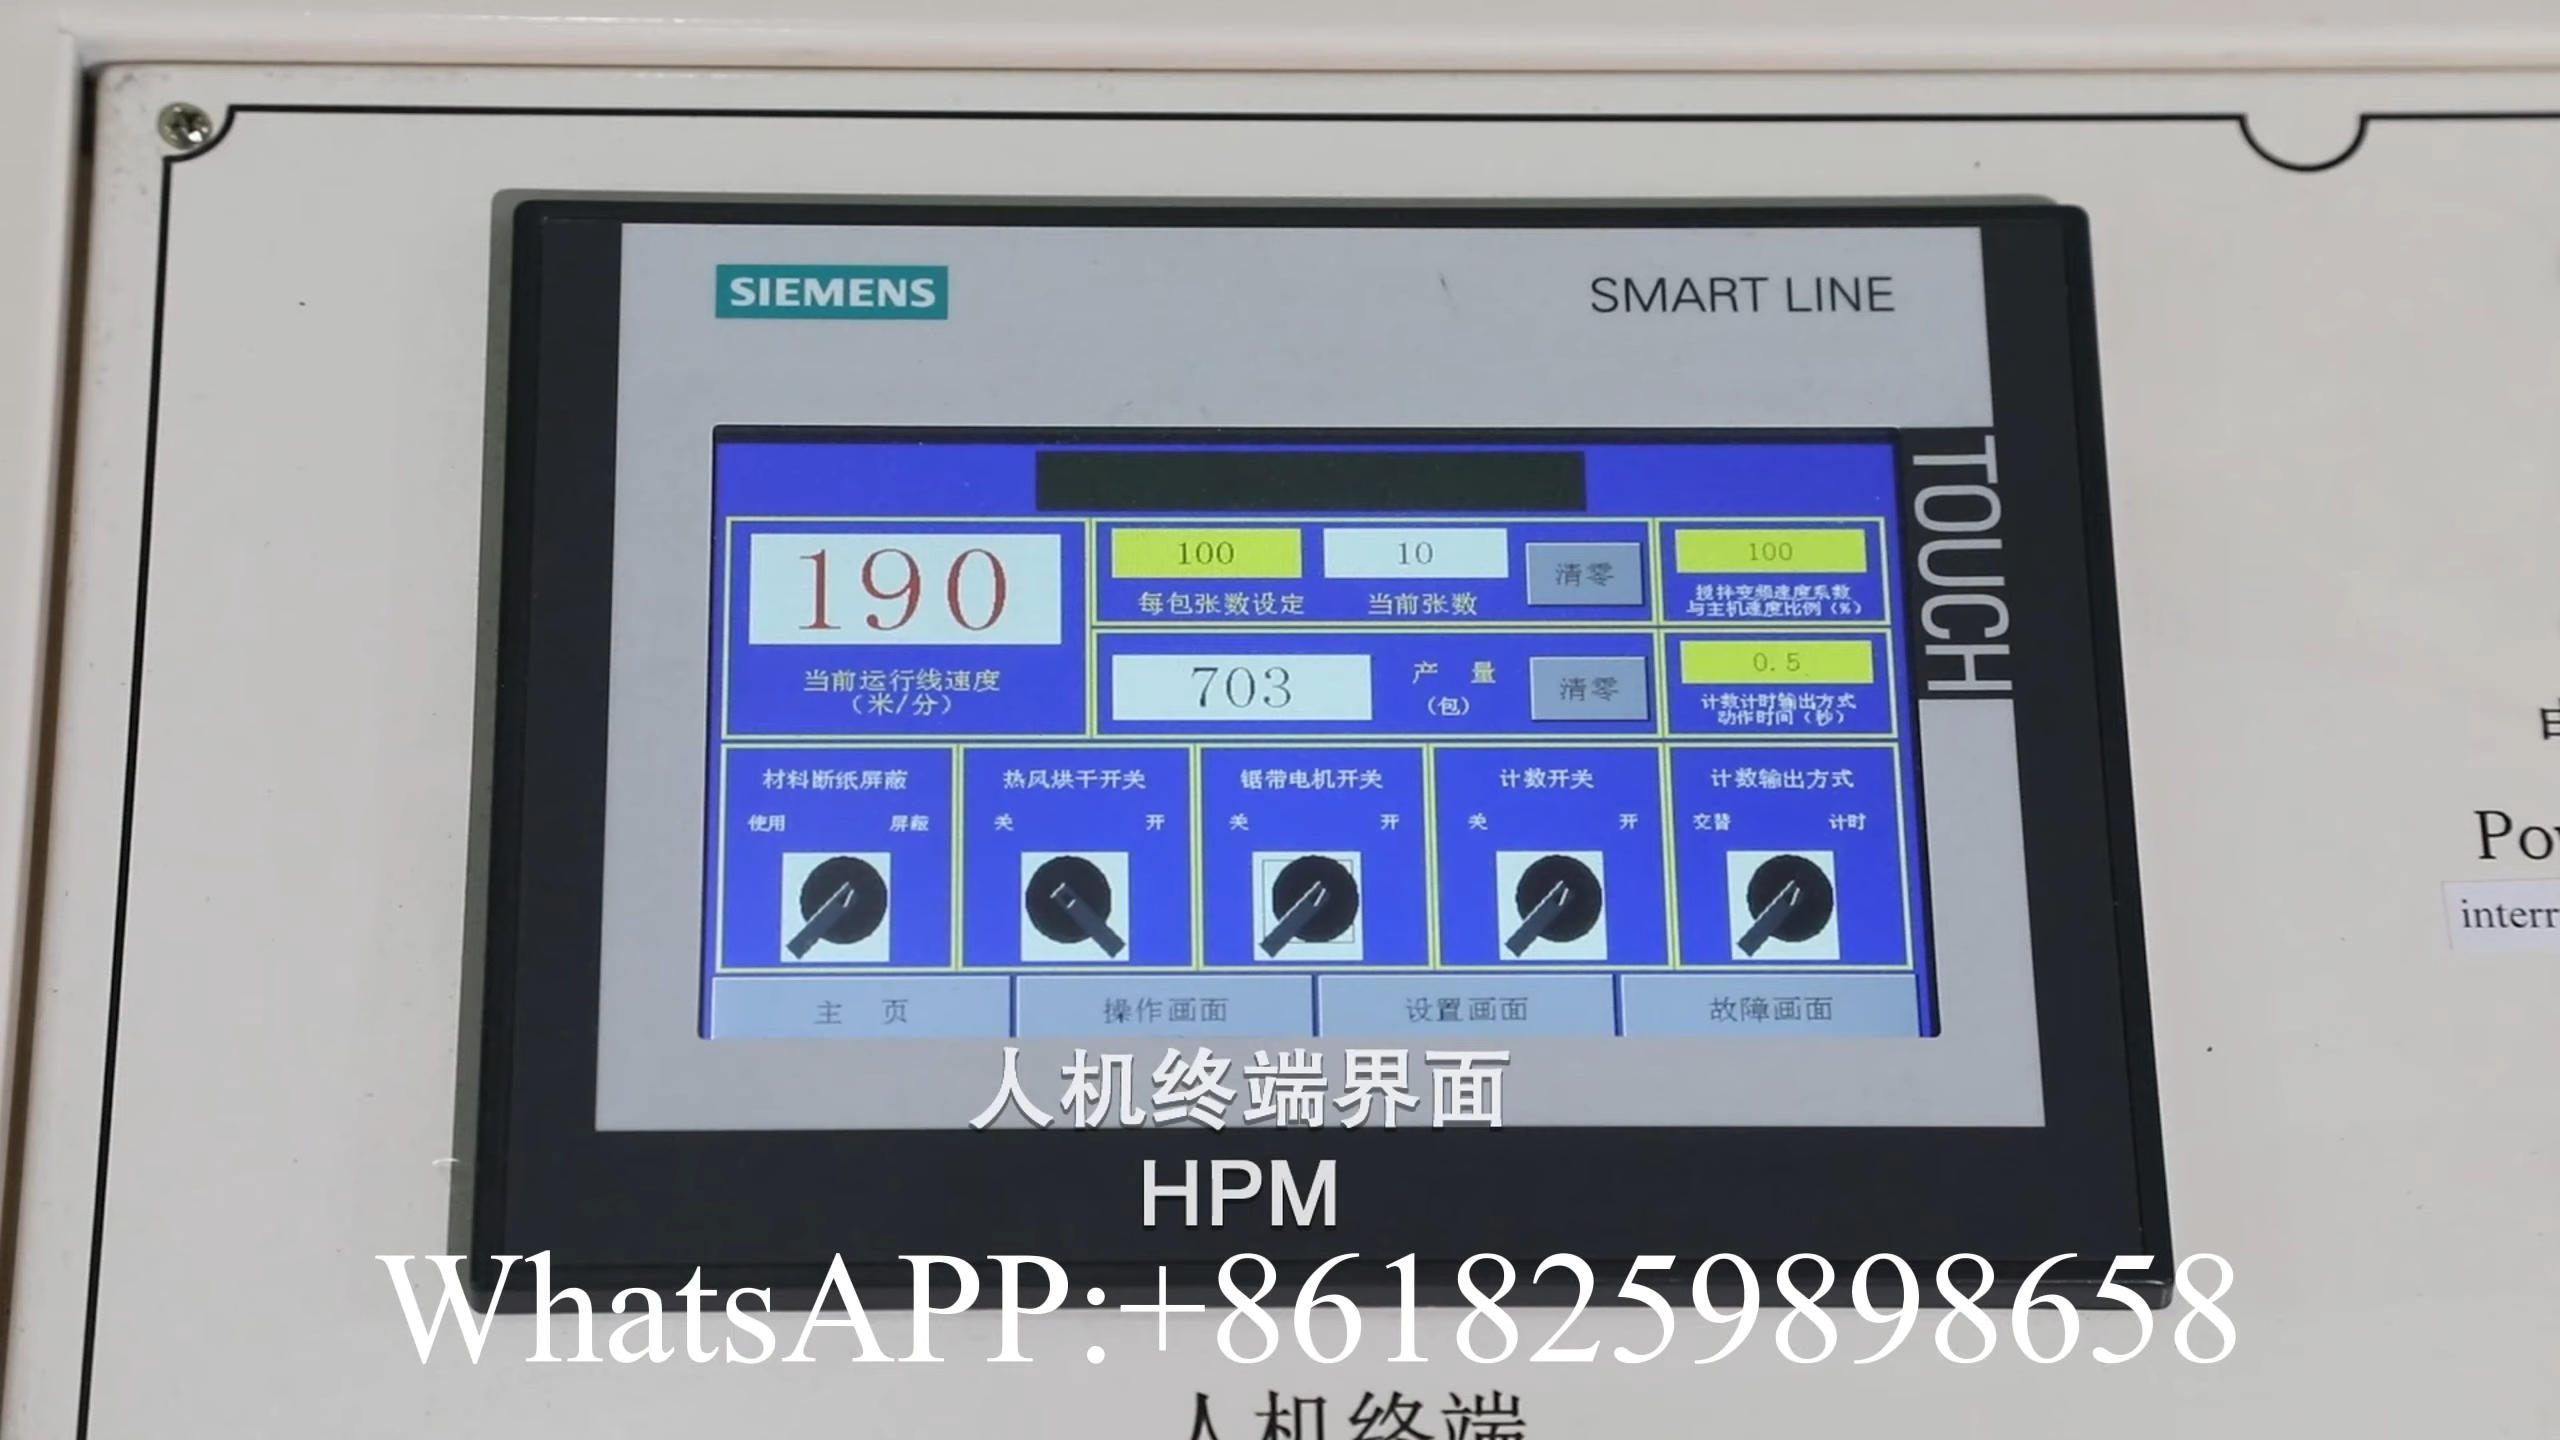 SIEMENS
SMART LINE
TOUCH
190
当前运行线速度
（米/分）
100
每包张数设定
10
当前张数
清零
703
产 量
（包）
清零
100
搅拌变频速度系数
与主机速度比例（%）
0.5
计数计时输出方式
动作时间（秒）
材料断纸屏蔽
使用 屏蔽
热风烘干开关
关 开
锯带电机开关
关 开
计数开关
关 开
计数输出方式
交替 计时
主 页
操作画面
设置画面
故障画面
人机终端界面
HPM
WhatsAPP:+8618259898658
人机终端